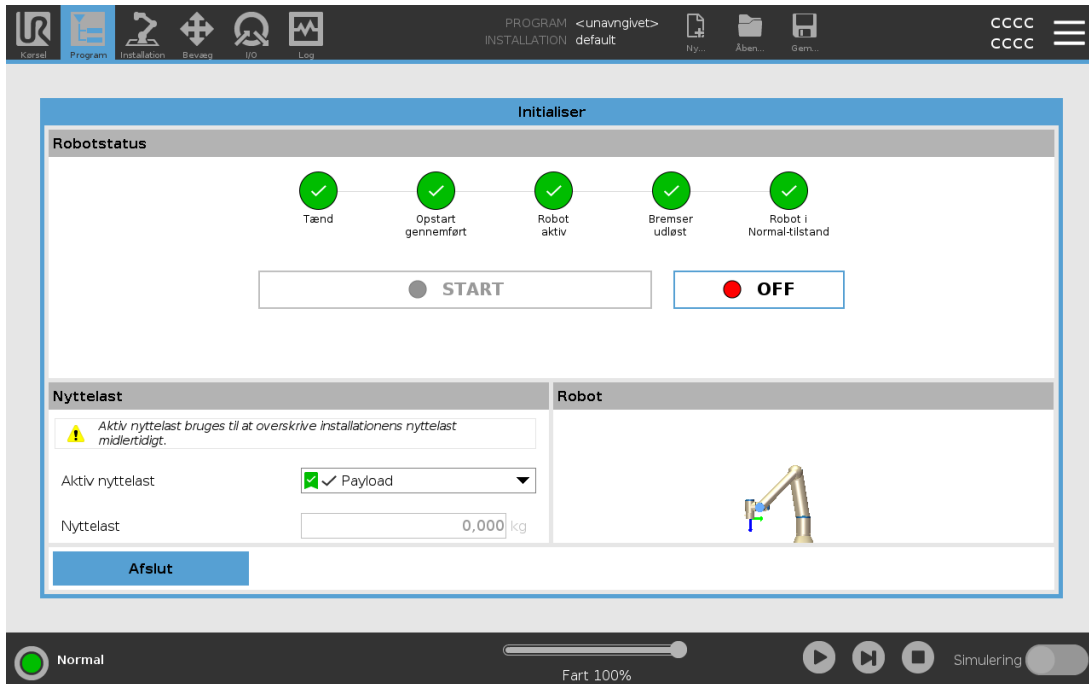 PROGRAM <unavngivet>
INSTALLATION default
CCCC
CCCC
Kørsel
Program
Installation
Bevæg
I/O
Log
Ny...
Åben...
Gem...
Initialiser
Robotstatus
Tænd
Opstart
gennemført
Robot
aktiv
Bremser
udløst
Robot i
Normal-tilstand
START
OFF
Nyttelast
Aktiv nyttelast bruges til at overskrive installationens nyttelast
midlertidigt.
Aktiv nyttelast
Payload
Nyttelast
0,000 kg
Robot
Afslut
Normal
Fart 100%
Simulering